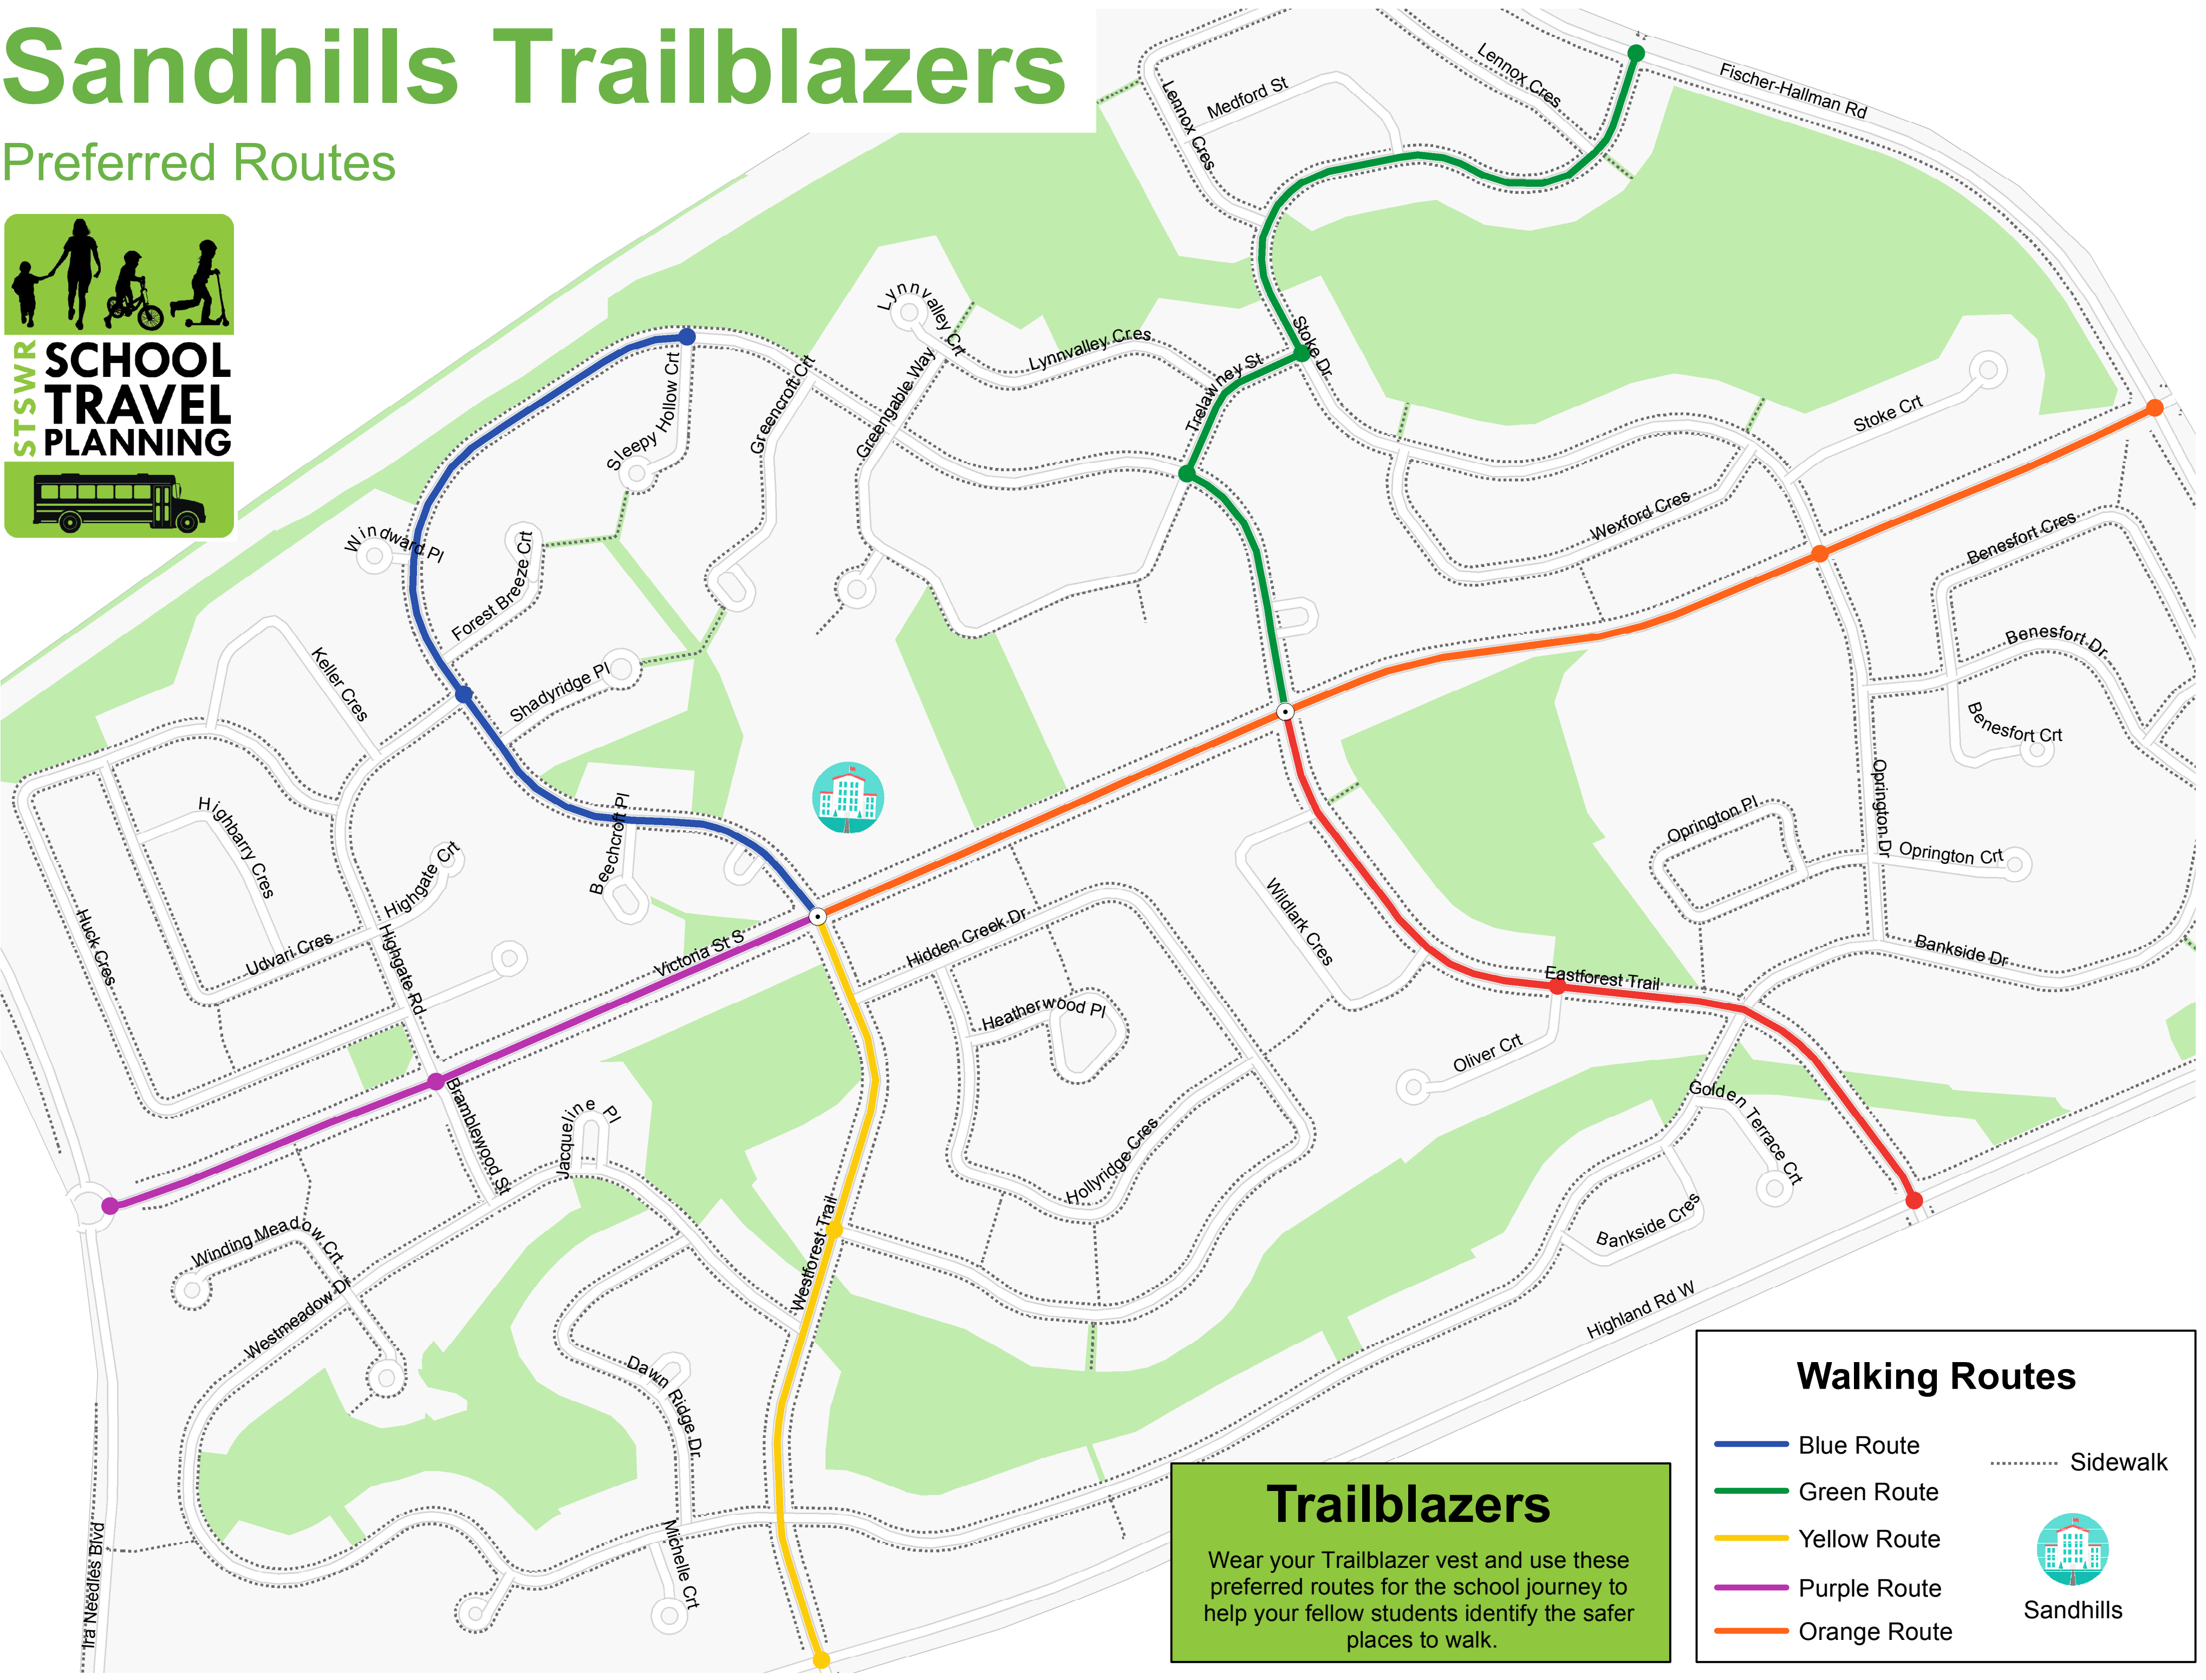 Sandhills Trailblazers
Preferred Routes
STSWR
SCHOOL
TRAVEL
PLANNING
Lennox Cres
Medford St
Lennox Cres
Fischer-Hallman Rd
Lynnvalley Crt
Lynnvalley Cres
Stoke Dr
Trelawney St
Stoke Crt
Greengable Way
Greencroft Crt
Sleepy Hollow Crt
Windward Pl
Forest Breeze Crt
Shadyridge Pl
Keller Cres
Wexford Cres
Benesfort Cres
Benesfort Dr
Benesfort Crt
Oprington Dr
Oprington Pl
Oprington Crt
Bankside Dr
Highbarry Cres
Highgate Crt
Beechcroft Pl
Huck Cres
Udvari Cres
Highgate Rd
Victoria St S
Hidden Creek Dr
Wildlark Cres
Heatherwood Pl
Eastforest Trail
Oliver Crt
Golden Terrace Crt
Hollyridge Cres
Bankside Cres
Bramblewood St
Jacqueline Pl
Winding Meadow Crt
Westmeadow Dr
Westforest Trail
Dawn Ridge Dr
Michelle Crt
Ira Needles Blvd
Highland Rd W
Trailblazers
Wear your Trailblazer vest and use these
preferred routes for the school journey to
help your fellow students identify the safer
places to walk.
Walking Routes
Blue Route
Green Route
Yellow Route
Purple Route
Orange Route
Sidewalk
Sandhills